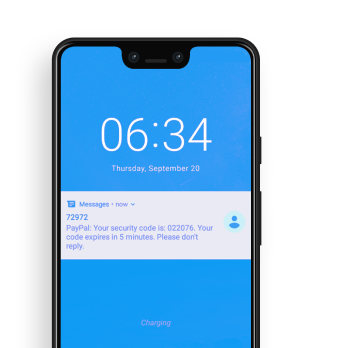 06:34
Thursday, September 20
Messages • now
72972
PayPal: Your security code is: 022076. Your
code expires in 5 minutes. Please don't
reply.
Charging